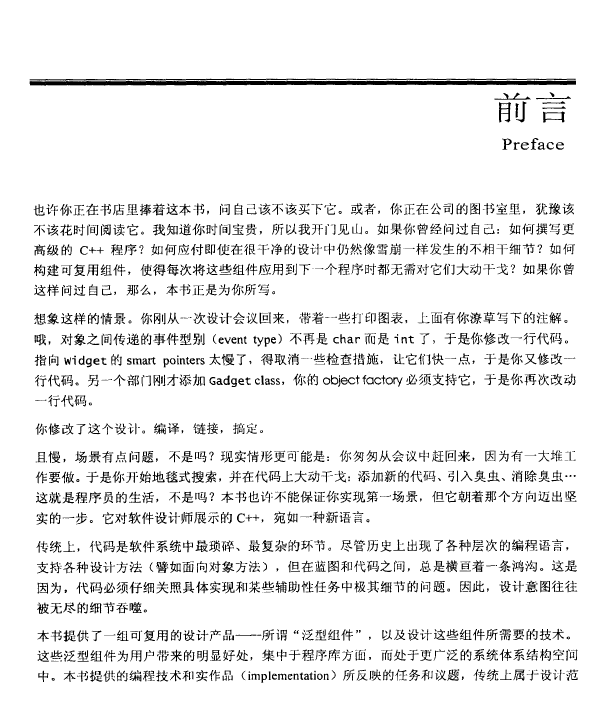 前言
Preface
也许你正在书店里捧着这本书，问自己该不该买下它。或者，你正在公司的图书室里，犹豫该
不该花时间阅读它。我知道你时间宝贵，所以我开门见山。如果你曾经问过自己：如何撰写更
高级的 C++ 程序？如何应付即使在很干净的设计中仍然像雪崩一样发生的不相干细节？如何
构建可复用组件，使得每次将这些组件应用到下一个程序时都无需对它们大动干戈？如果你曾
这样问过自己，那么，本书正是为你所写。
想象这样的情景。你刚从一次设计会议回来，带着一些打印图表，上面有你潦草写下的注解。
哦，对象之间传递的事件型别（event type）不再是 char 而是 int 了，于是你修改一行代码。
指向 Widget 的 smart pointers 太慢了，得取消一些检查措施，让它们快一点，于是你又修改一
行代码。另一个部门刚才添加 Gadget class，你的 object factory 必须支持它，于是你再次改动
一行代码。
你修改了这个设计。编译，链接，搞定。
且慢，场景有点问题，不是吗？现实情形更可能是：你匆匆从会议中赶回来，因为有一大堆工
作要做。于是你开始地毯式搜索，并在代码上大动干戈：添加新的代码、引入臭虫、消除臭虫…
这就是程序员的生活，不是吗？本书也许不能保证你实现第一场景，但它朝着那个方向迈出坚
实的一步。它对软件设计师展示的 C++，宛如一种新语言。
传统上，代码是软件系统中最琐碎、最复杂的环节。尽管历史上出现了各种层次的编程语言，
支持各种设计方法（譬如面向对象方法），但在蓝图和代码之间，总是横亘着一条鸿沟。这是
因为，代码必须仔细关照具体实现和某些辅助性任务中极其细节的问题。因此，设计意图往往
被无尽的细节吞噬。
本书提供了一组可复用的设计产品——所谓“泛型组件”，以及设计这些组件所需要的技术。
这些泛型组件为用户带来的明显好处，集中于程序库方面，而处于更广泛的系统体系结构空间
中。本书提供的编程技术和实作品（implementation）所反映的任务和议题，传统上属于设计范